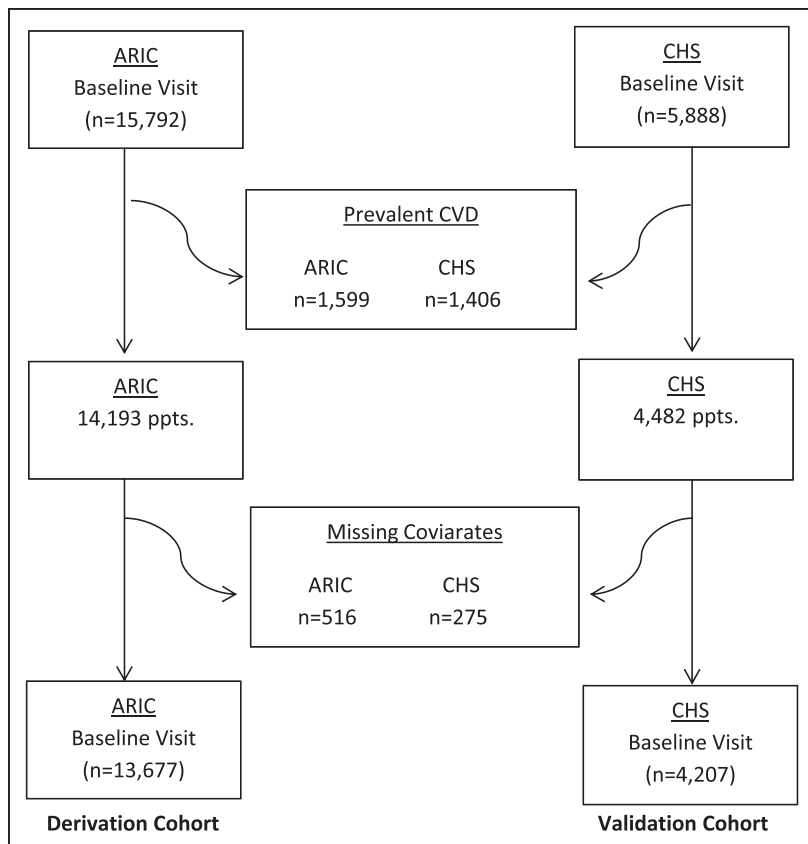 ARIC
Baseline Visit
(n=15,792)
CHS
Baseline Visit
(n=5,888)
Prevalent CVD
ARIC CHS
n=1,599 n=1,406
ARIC
14,193 ppts.
CHS
4,482 ppts.
Missing Coviarates
ARIC CHS
n=516 n=275
ARIC
Baseline Visit
(n=13,677)
CHS
Baseline Visit
(n=4,207)
Derivation Cohort
Validation Cohort